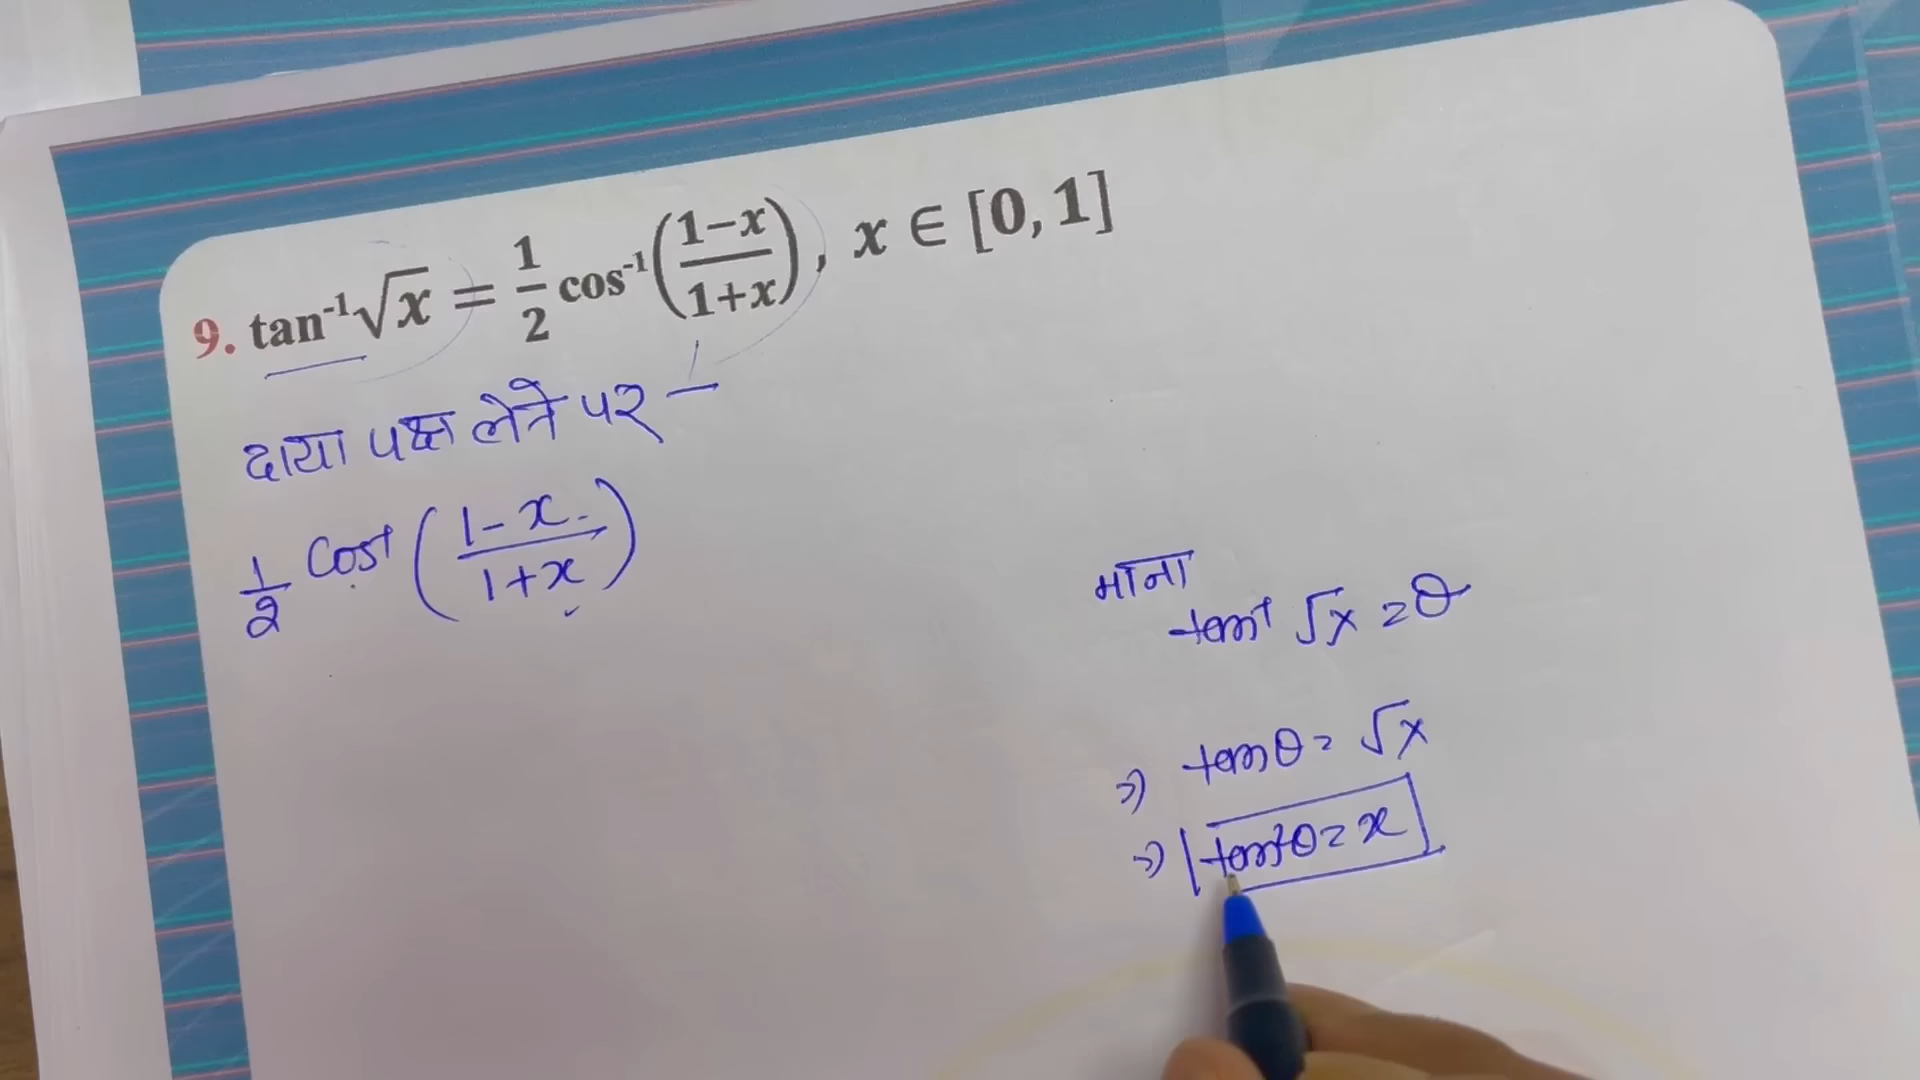 9. tan⁻¹√x = 1/2 cos⁻¹((1−x)/(1+x)), x ∈ [0, 1]
दाया पक्ष लेने पर −
1/2 cos⁻¹((1−x)/(1+x))
माना
tan⁻¹ √x = θ
⇒ tanθ = √x
⇒ tan²θ = x